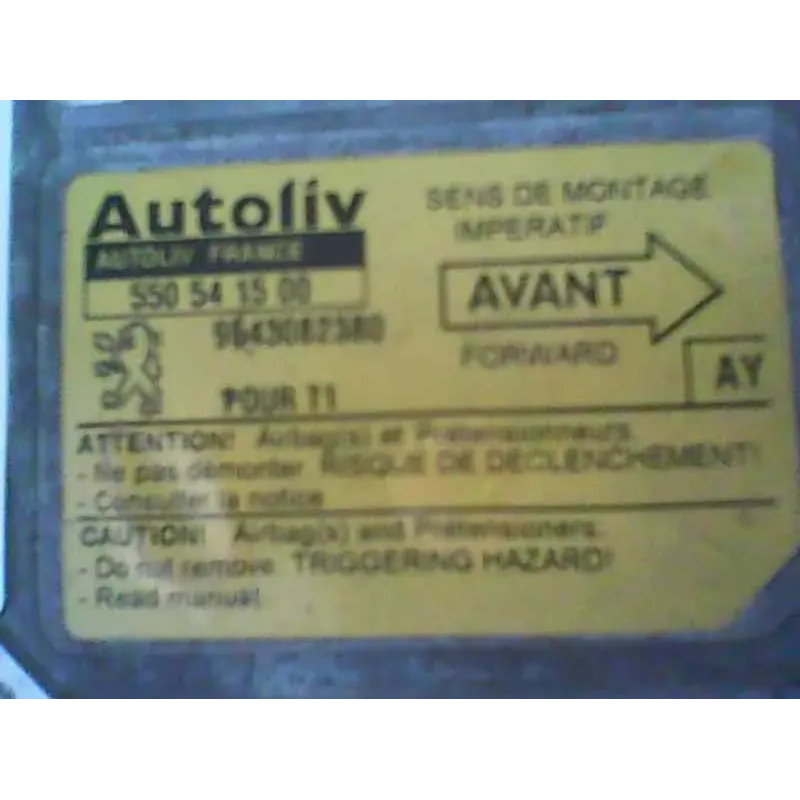 Autoliv
AUTOLIV FRANCE
550 54 15 00
9643082380
POUR T1
SENS DE MONTAGE
IMPERATIF
AVANT
FORWARD
AY
ATTENTION! Airbag(s) et Prétensionneurs.
- Ne pas démonter RISQUE DE DECLENCHEMENT!
- Consulter la notice
CAUTION! Airbag(s) and Pretensioners.
- Do not remove TRIGGERING HAZARD!
- Read manual